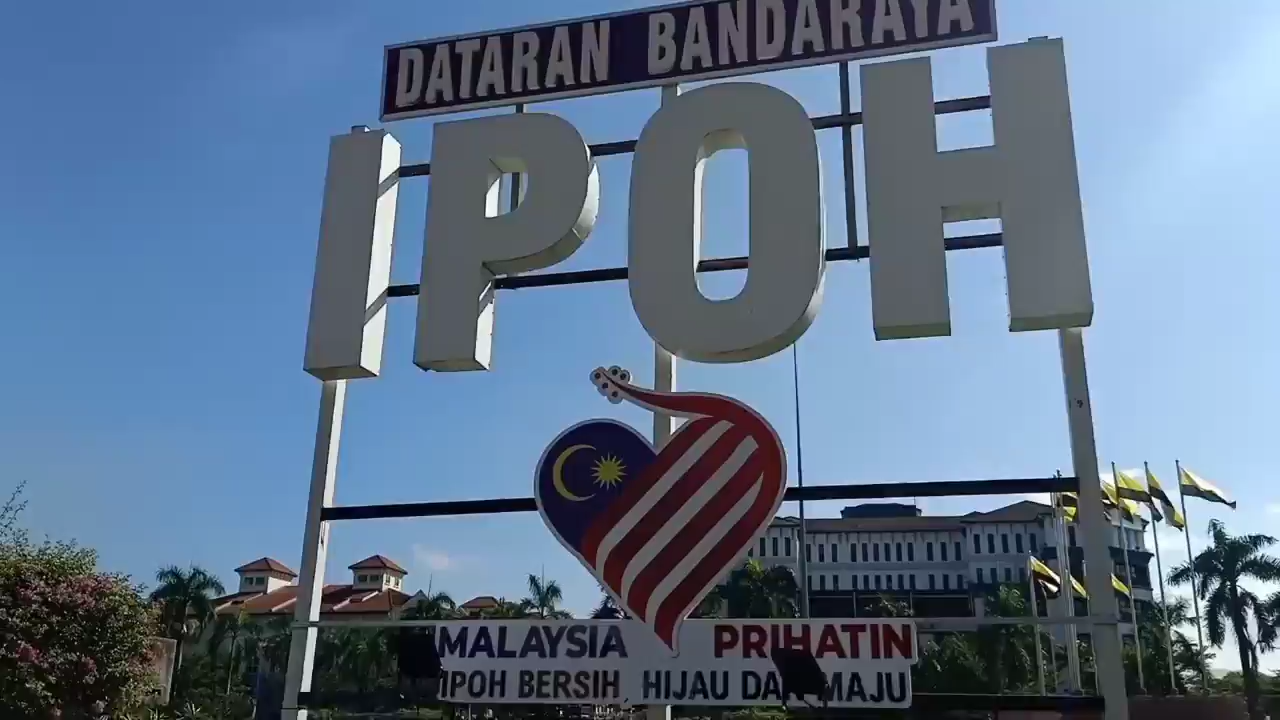 DATARAN BANDARAYA
IPOH
MALAYSIA PRIHATIN
IPOH BERSIH, HIJAU DAN MAJU